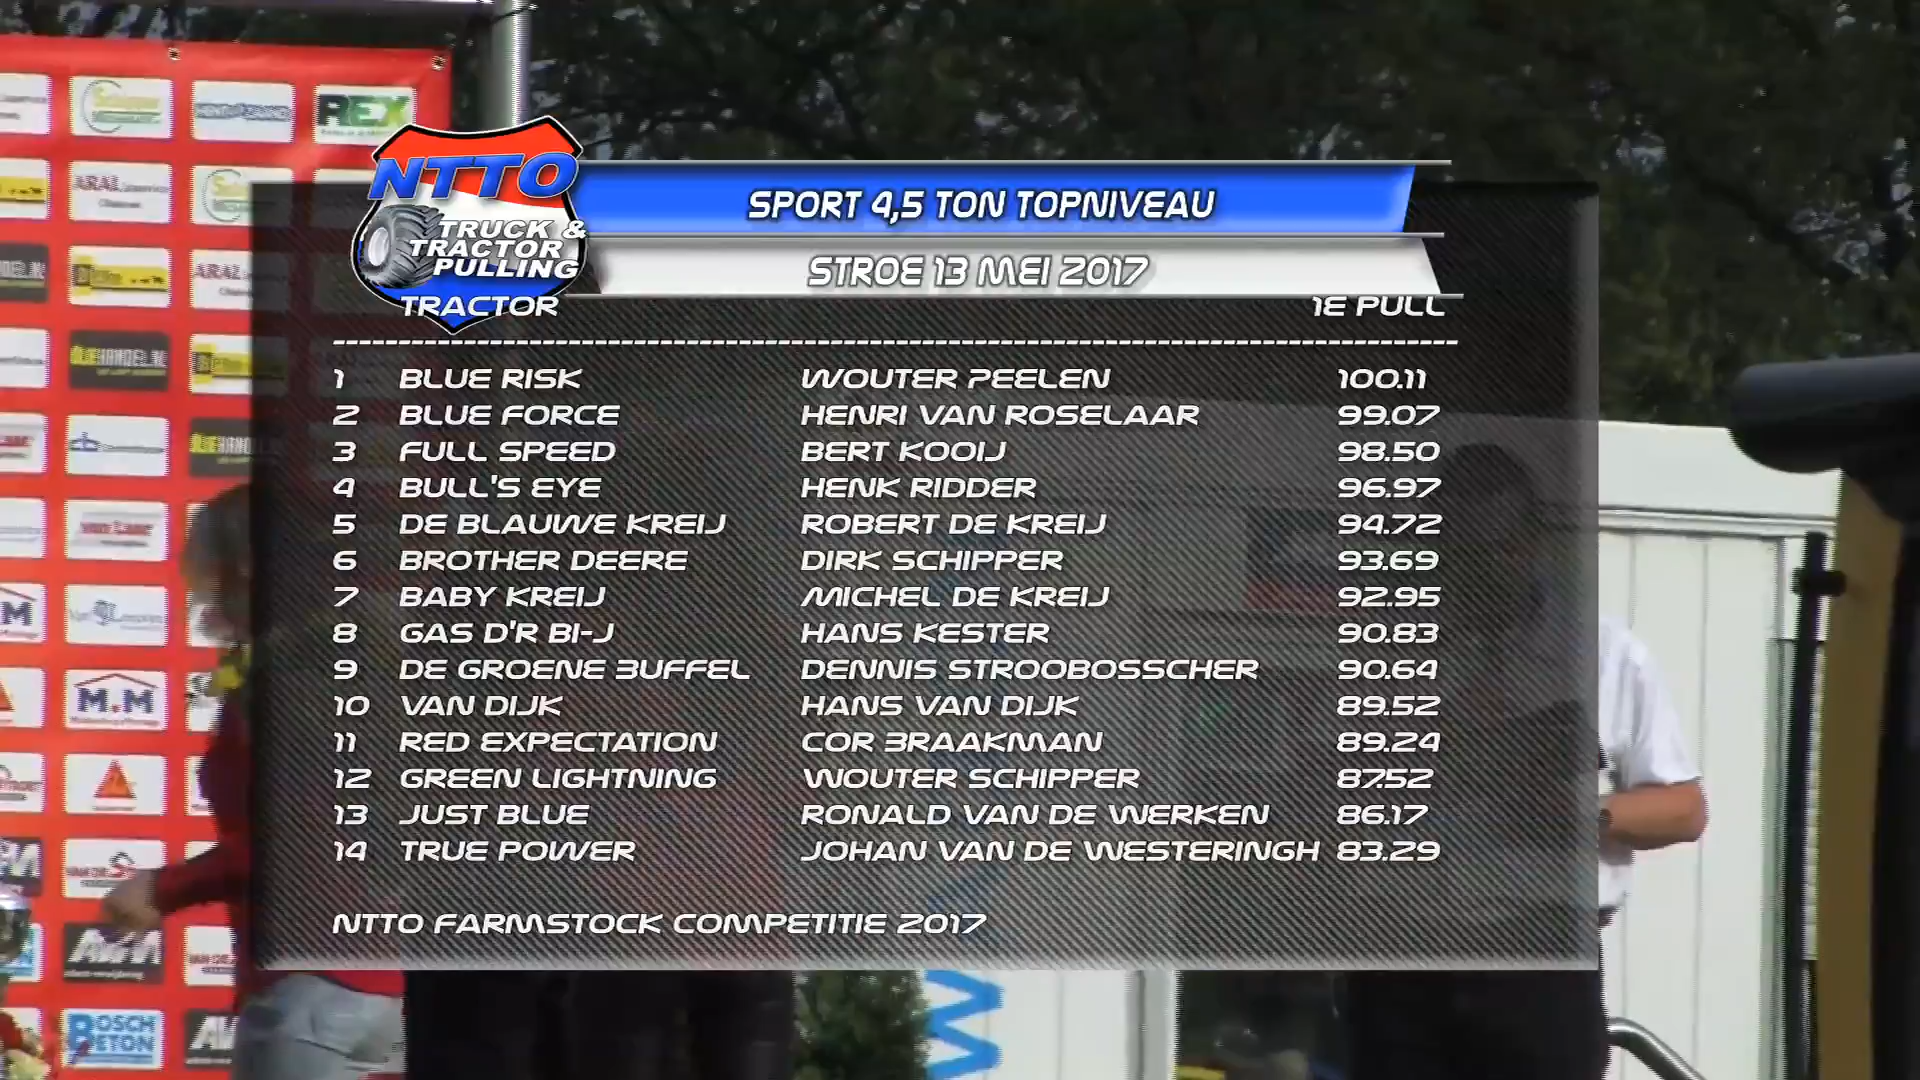 NTTO
TRUCK &
TRACTOR
PULLING
SPORT 4,5 TON TOPNIVEAU
STROE 13 MEI 2017
TRACTOR 1E PULL
1 BLUE RISK WOUTER PEELEN 100.11
2 BLUE FORCE HENRI VAN ROSELAAR 99.07
3 FULL SPEED BERT KOOIJ 98.50
4 BULL'S EYE HENK RIDDER 96.97
5 DE BLAUWE KREIJ ROBERT DE KREIJ 94.72
6 BROTHER DEERE DIRK SCHIPPER 93.69
7 BABY KREIJ MICHEL DE KREIJ 92.95
8 GAS D'R BI-J HANS KESTER 90.83
9 DE GROENE BUFFEL DENNIS STROOBOSSCHER 90.64
10 VAN DIJK HANS VAN DIJK 89.52
11 RED EXPECTATION COR BRAAKMAN 89.24
12 GREEN LIGHTNING WOUTER SCHIPPER 87.52
13 JUST BLUE RONALD VAN DE WERKEN 86.17
14 TRUE POWER JOHAN VAN DE WESTERINGH 83.29
NTTO FARMSTOCK COMPETITIE 2017
REX
ARAL
OLIEHANDEL.NL
M.M
BOSCH
BETON
W